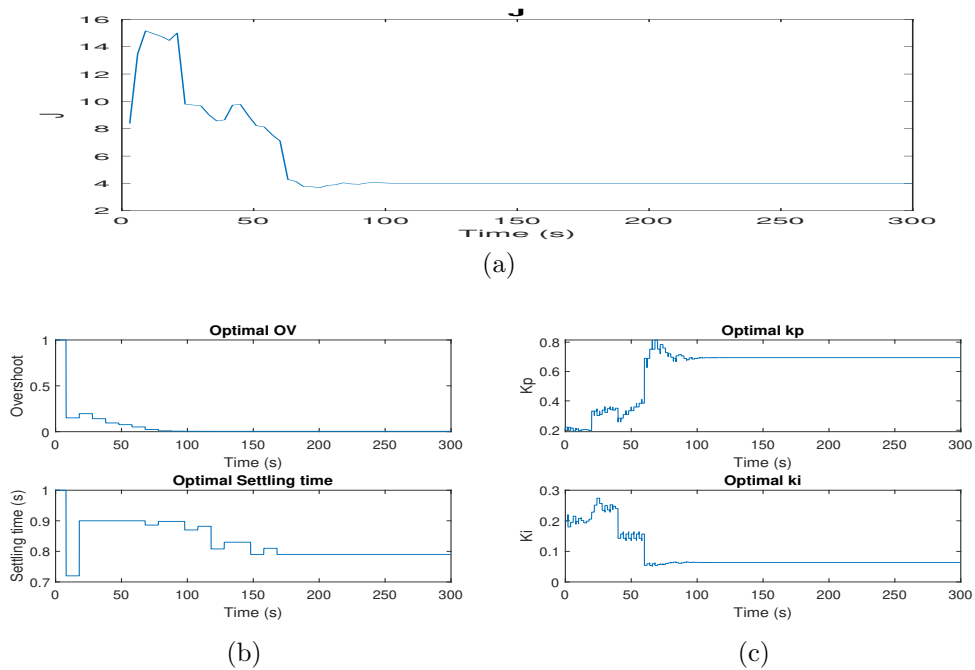 J
16
14
12
10
8
6
4
2
J
0 50 100 150 200 250 300
Time (s)
(a)
Optimal OV
1
0.5
0
Overshoot
0 50 100 150 200 250 300
Time (s)
Optimal Settling time
1
0.9
0.8
0.7
Settling time (s)
0 50 100 150 200 250 300
Time (s)
(b)
Optimal kp
0.8
0.6
0.4
0.2
Kp
0 50 100 150 200 250 300
Time (s)
Optimal ki
0.3
0.2
0.1
0
Ki
0 50 100 150 200 250 300
Time (s)
(c)